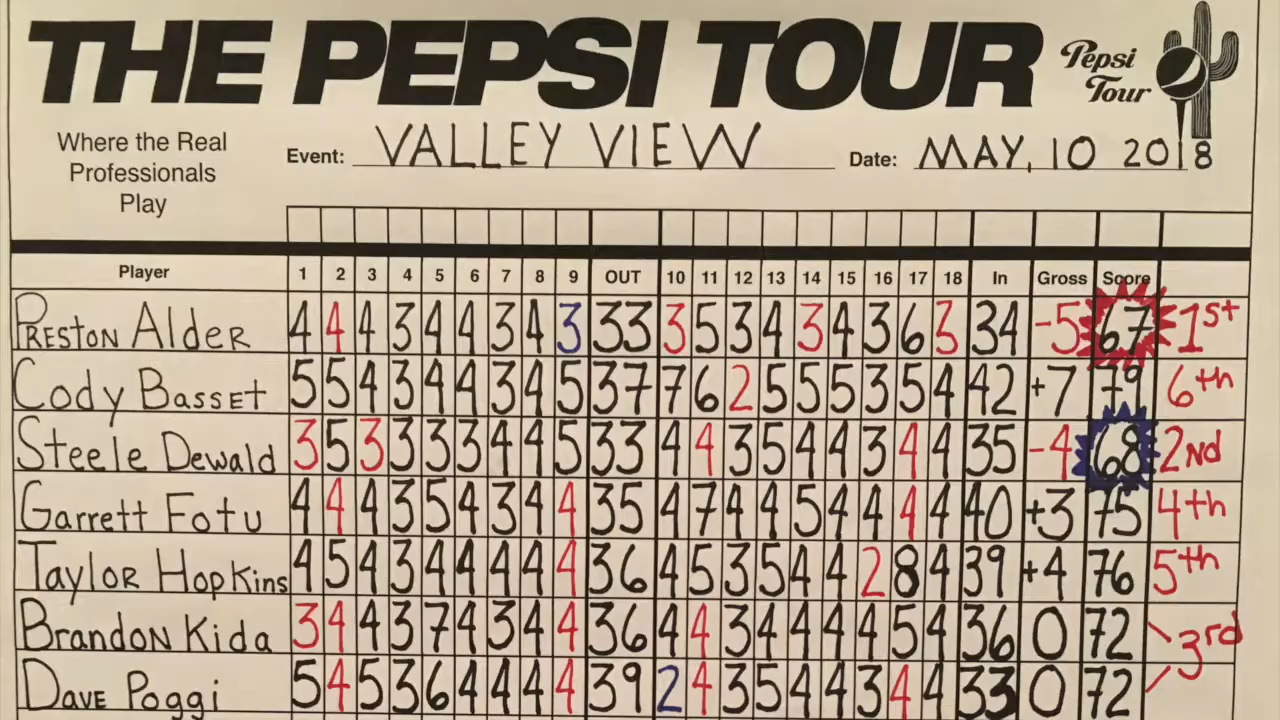 THE PEPSI TOUR
Pepsi Tour
Where the Real
Professionals
Play
Event: VALLEY VIEW Date: MAY, 10 2018
Player 1 2 3 4 5 6 7 8 9 OUT 10 11 12 13 14 15 16 17 18 In Gross Score
PRESTON Alder 4 4 4 3 4 4 3 4 3 33 3 5 3 4 3 4 3 6 3 34 -5 67 1st
Cody BASSET 5 5 4 3 4 4 3 4 5 37 7 6 2 5 5 5 3 5 4 42 +7 79 6th
Steele Dewald 3 5 3 3 3 3 4 4 5 33 4 4 3 5 4 4 3 4 4 35 -4 68 2ND
Garrett Fotu 4 4 4 3 5 4 3 4 4 35 4 7 4 4 5 4 4 4 4 40 +3 75 4th
TAYLOR HopKins 4 5 4 3 4 4 4 4 4 36 4 5 3 5 4 4 2 8 4 39 +4 76 5th
BrandoN Kida 3 4 4 3 7 4 3 4 4 36 4 4 3 4 4 4 4 5 4 36 0 72 3rd
DAVE Poggi 5 4 5 3 6 4 4 4 4 39 2 4 3 5 4 4 3 4 4 33 0 72